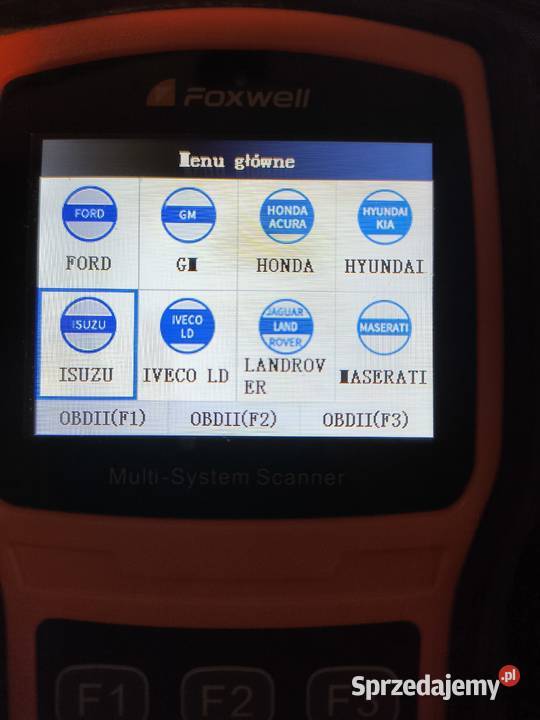 Foxwell
Menu główne
FORD
GM
HONDA
ACURA
HYUNDAI
KIA
FORD
GM
HONDA
HYUNDAI
ISUZU
IVECO
LD
JAGUAR
LAND
ROVER
MASERATI
ISUZU
IVECO LD
LANDROV
ER
MASERATI
OBDII(F1)
OBDII(F2)
OBDII(F3)
Multi-System Scanner
F1
F2
F3
Sprzedajemy.pl